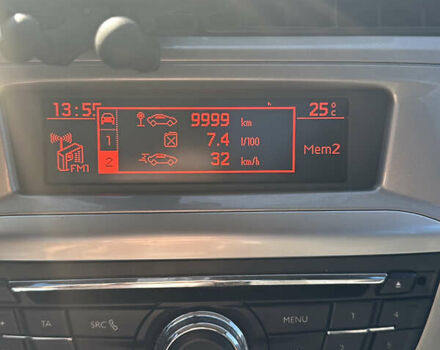 13:55
9999 km
25°C
1
7.4 l/100
2
32 km/h
FM1
Mem2
TA
SRC
MENU
1
4